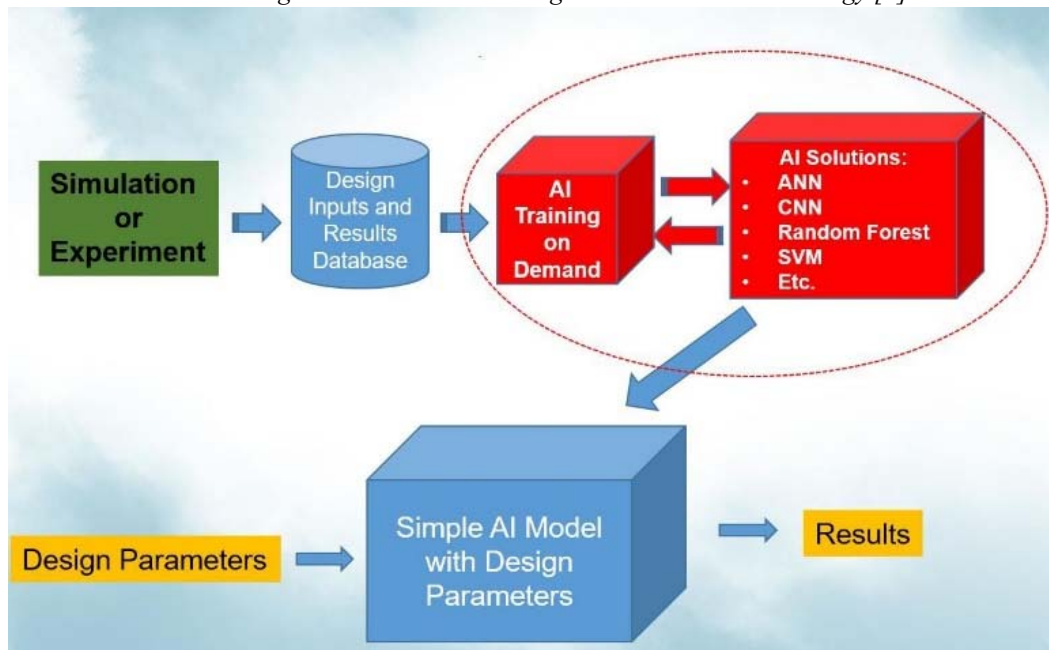 Simulation
or
Experiment
Design
Inputs and
Results
Database
AI
Training
on
Demand
AI Solutions:
• ANN
• CNN
• Random Forest
• SVM
• Etc.
Design Parameters
Simple AI Model
with Design
Parameters
Results